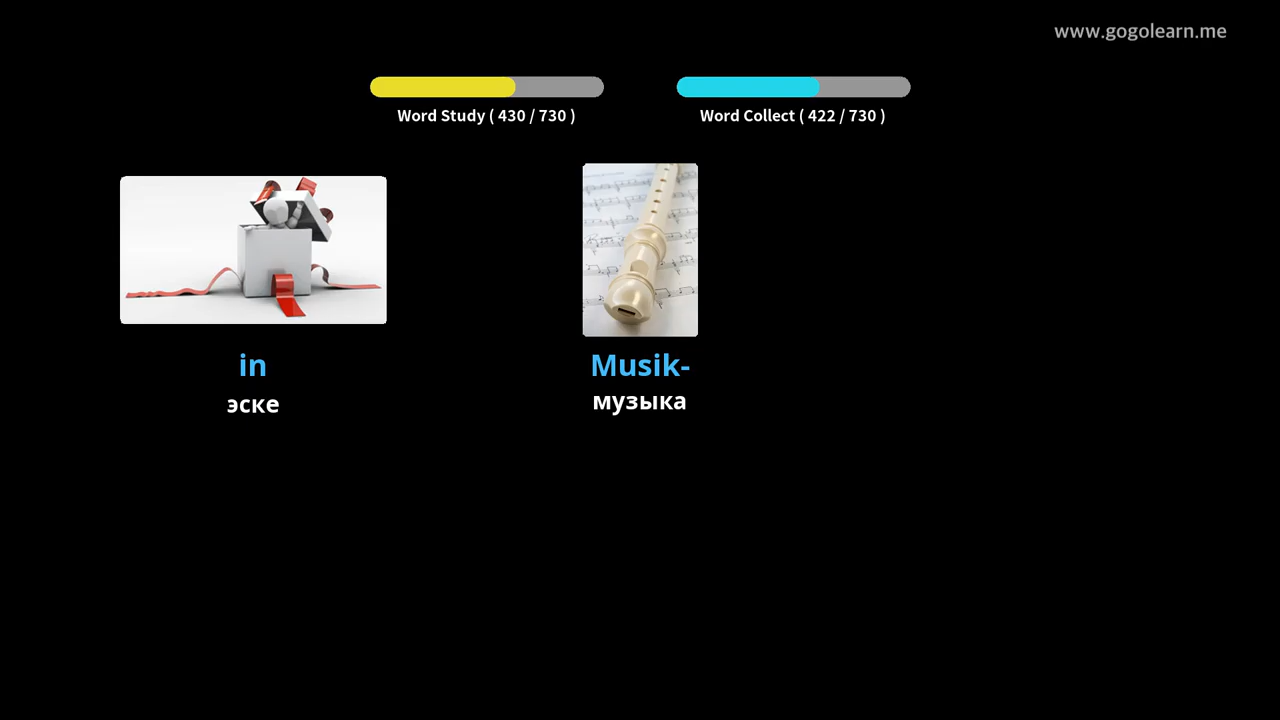 www.gogolearn.me
Word Study ( 430 / 730 )
Word Collect ( 422 / 730 )
in
эске
Musik-
музыка